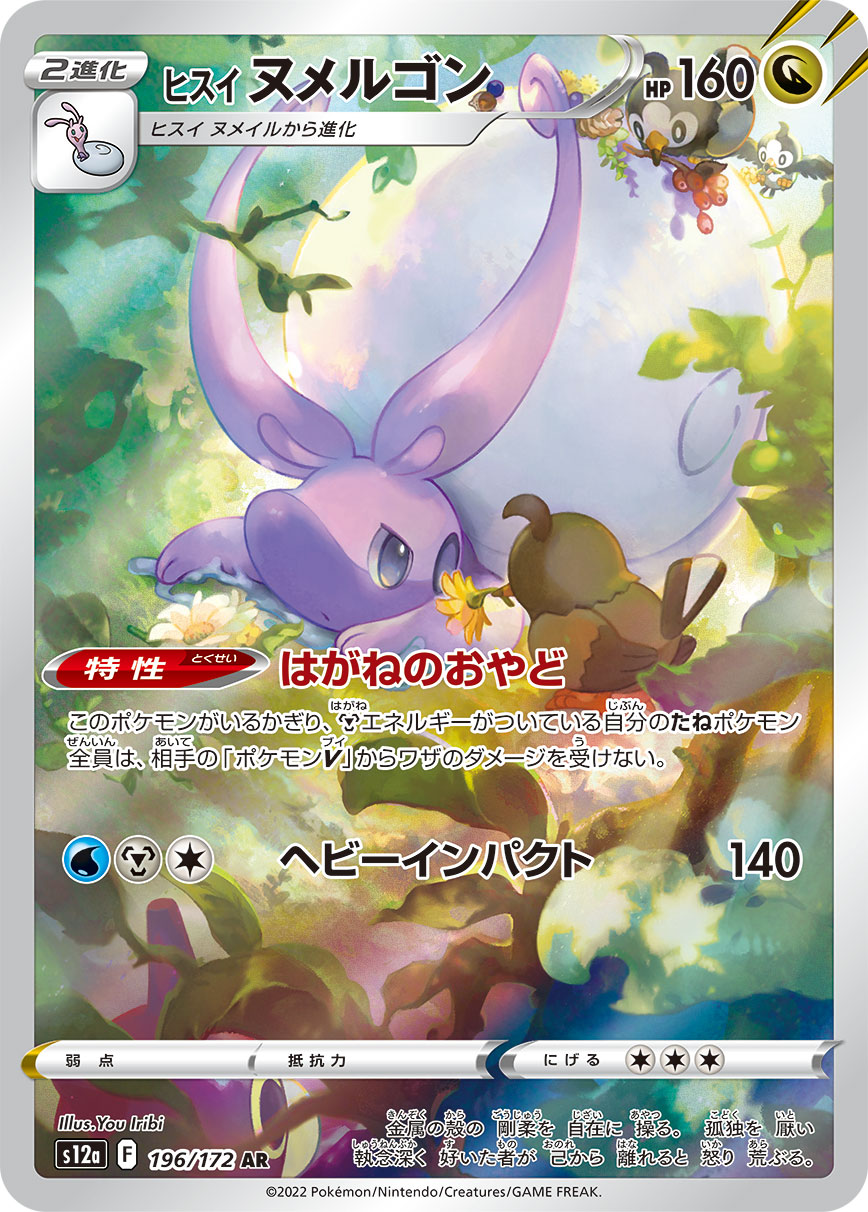 2進化
ヒスイ ヌメルゴン
HP 160
ヒスイ ヌメイルから進化
特性 とくせい
はがねのおやど
このポケモンがいるかぎり、エネルギーがついている自分のたねポケモン
全員は、相手の「ポケモンV」からワザのダメージを受けない。
ヘビーインパクト 140
弱点 抵抗力 にげる
Illus. You Iribi
金属の殻の 剛柔を 自在に 操る。 孤独を 厭い
執念深く 好いた者が 己から 離れると 怒り 荒ぶる。
s12a F 196/172 AR
©2022 Pokémon/Nintendo/Creatures/GAME FREAK.